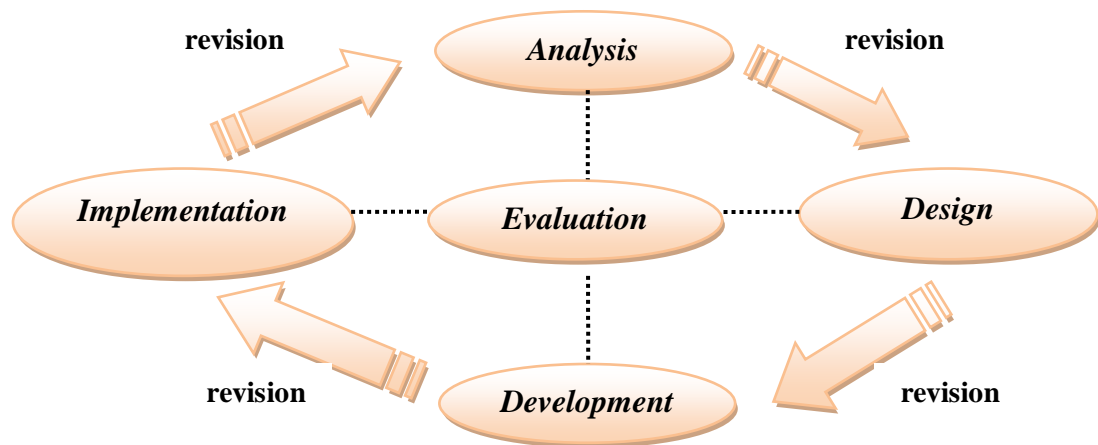 revision
Analysis
revision
Implementation
Evaluation
Design
revision
Development
revision